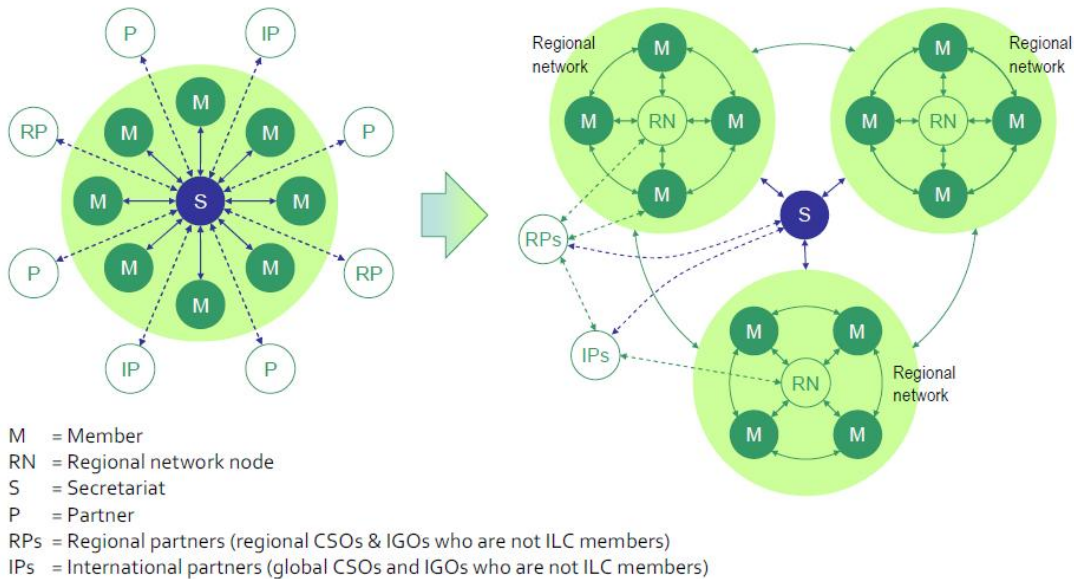 P
IP
M
RP
M
M
P
M
S
M
P
M
M
RP
M
IP
P
Regional
network
M
M
RN
M
M
Regional
network
M
M
RN
M
M
S
RPs
IPs
M
M
RN
M
M
Regional
network
M = Member
RN = Regional network node
S = Secretariat
P = Partner
RPs = Regional partners (regional CSOs & IGOs who are not ILC members)
IPs = International partners (global CSOs and IGOs who are not ILC members)